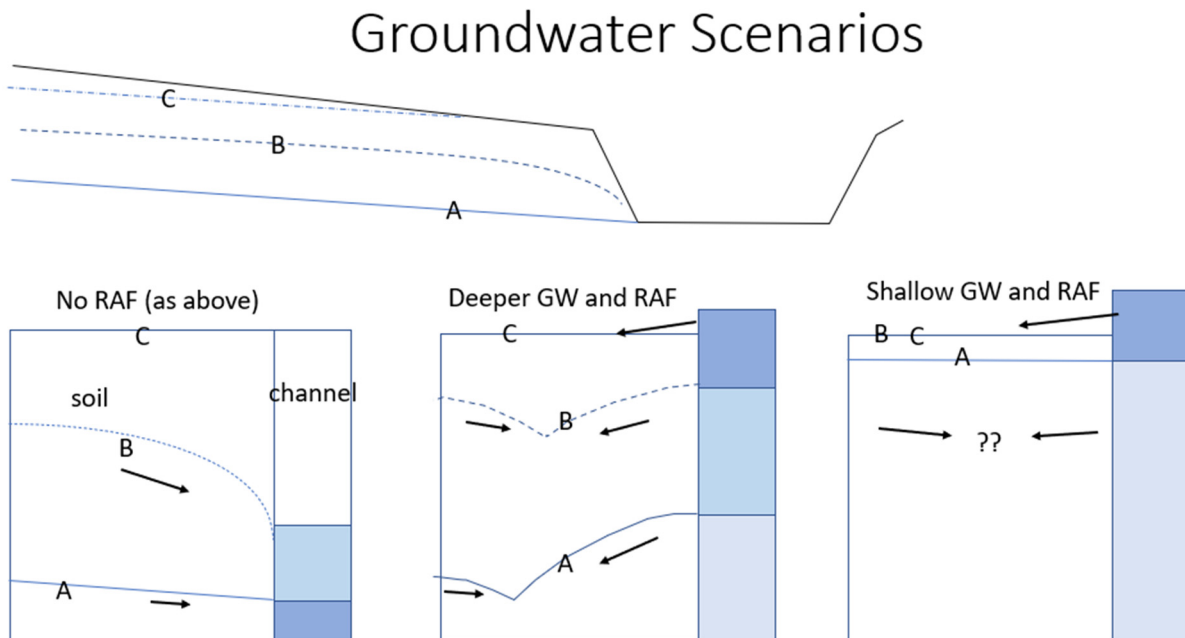 Groundwater Scenarios
C
B
A
No RAF (as above)
C
soil
channel
B
A
Deeper GW and RAF
C
B
A
Shallow GW and RAF
B C
A
??